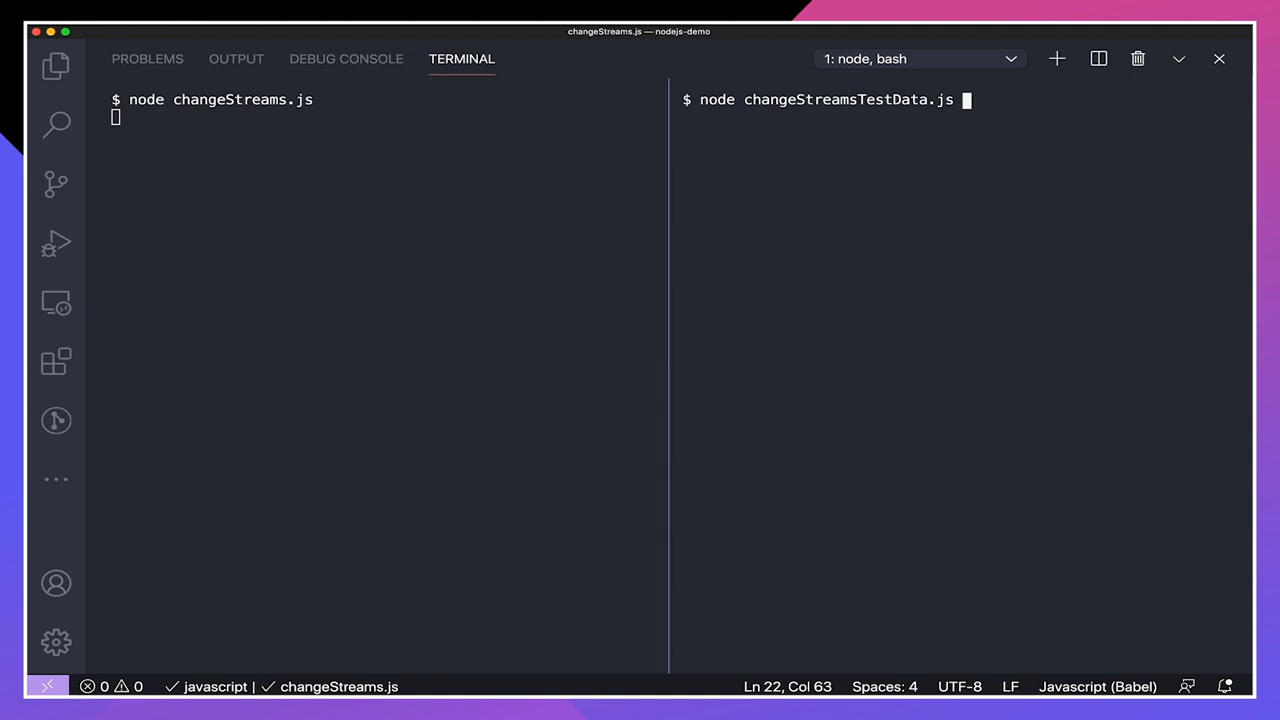 changeStreams.js — nodejs-demo
PROBLEMS OUTPUT DEBUG CONSOLE TERMINAL 1: node, bash
$ node changeStreams.js
$ node changeStreamsTestData.js
0 0 javascript | changeStreams.js Ln 22, Col 63 Spaces: 4 UTF-8 LF Javascript (Babel)